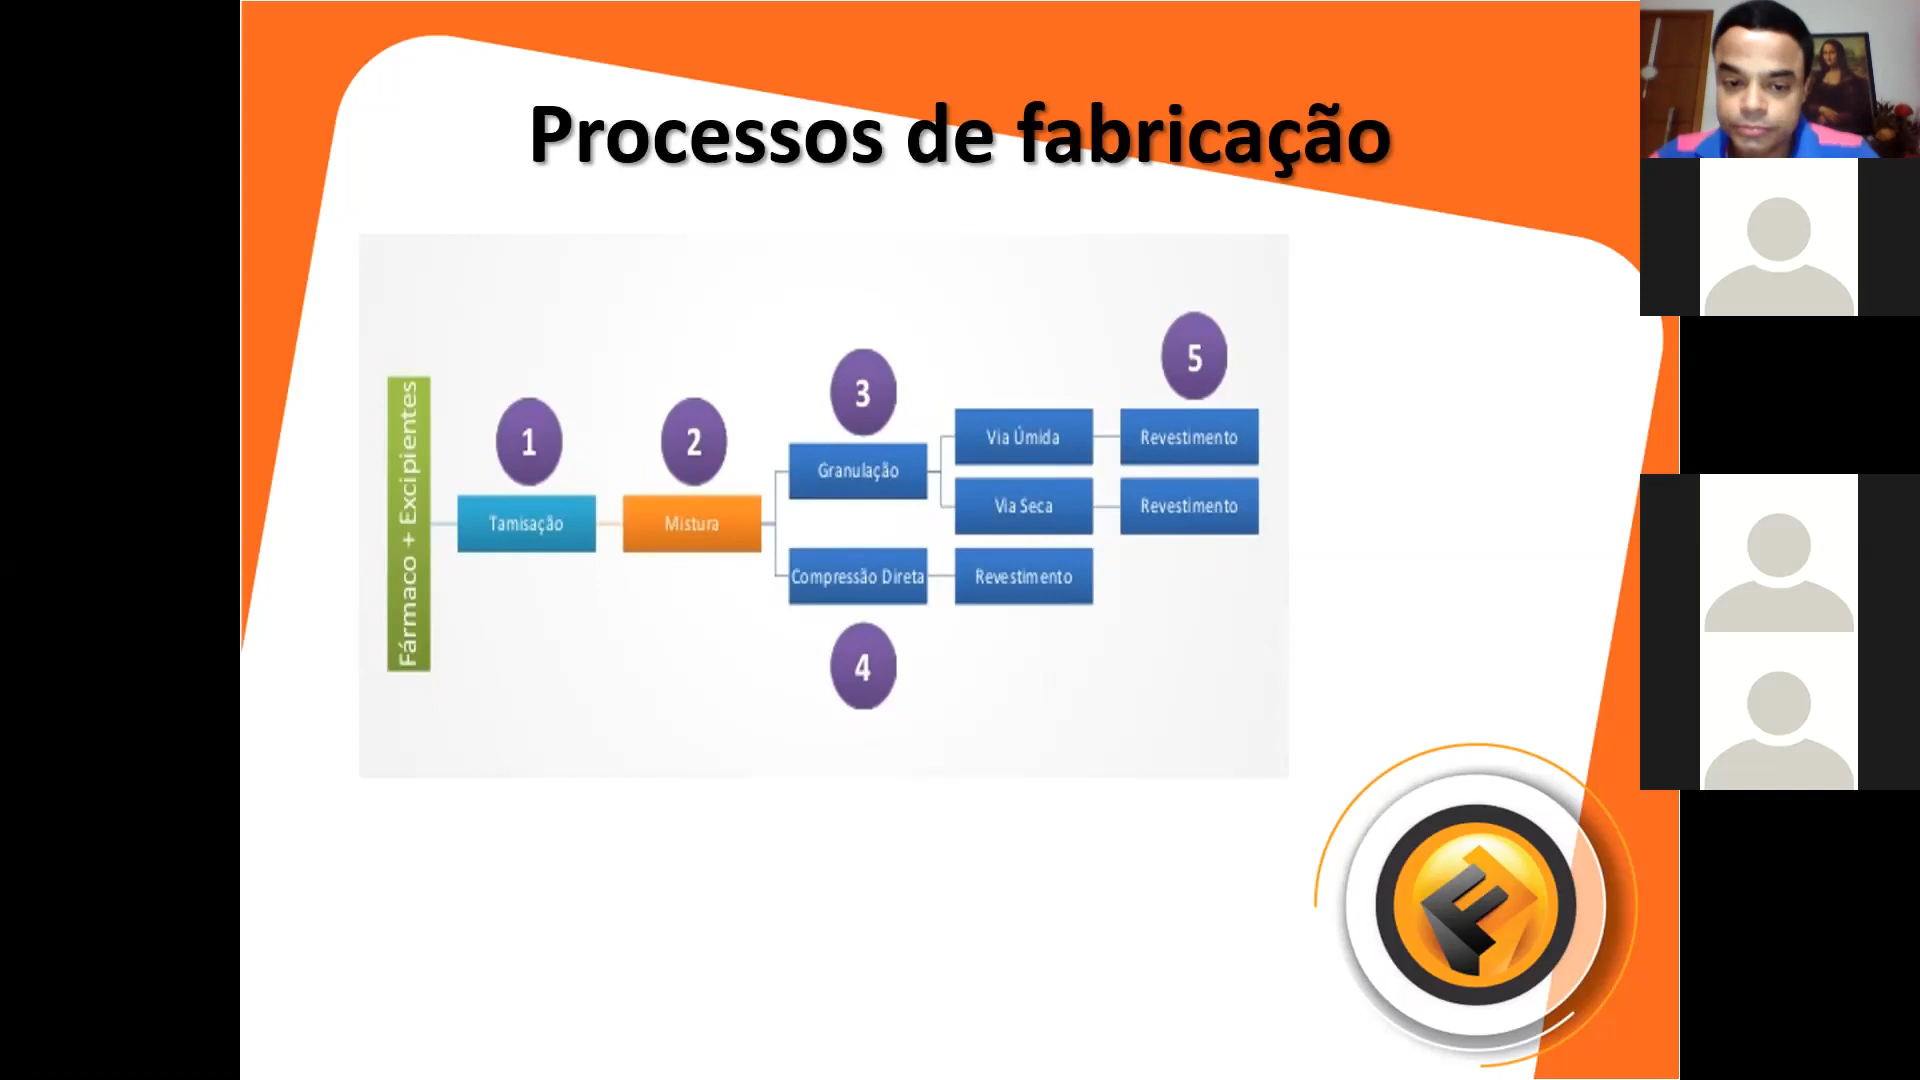 Processos de fabricação
Fármaco + Excipientes
1
Tamisação
2
Mistura
3
Granulação
Via Úmida
5
Revestimento
Via Seca
Revestimento
Compressão Direta
Revestimento
4